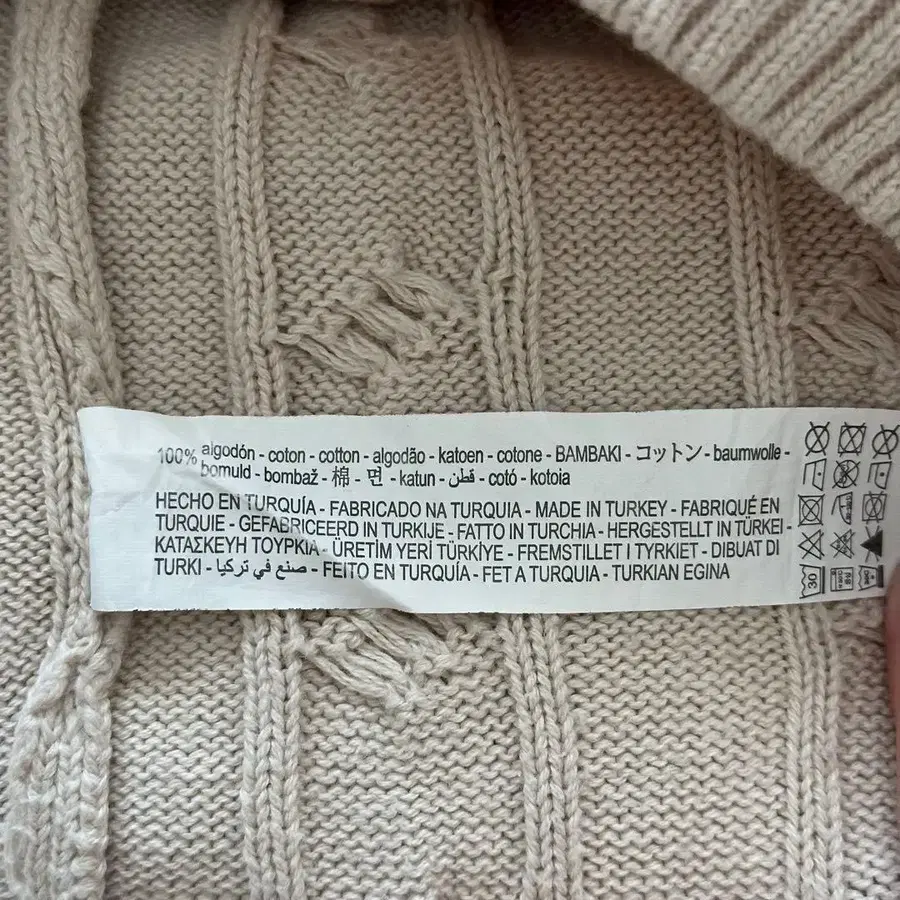 100% algodón - coton - cotton - algodão - katoen - cotone - BAMBAKI - コットン - baumwolle -
bomuld - bombaž - 棉 - 면 - katun - قطن - cotó - kotoia
HECHO EN TURQUÍA - FABRICADO NA TURQUIA - MADE IN TURKEY - FABRIQUÉ EN
TURQUIE - GEFABRICEERD IN TURKIJE - FATTO IN TURCHIA - HERGESTELLT IN TÜRKEI -
ΚΑΤΑΣΚΕΥΗ ΤΟΥΡΚΙΑ - ÜRETİM YERİ TÜRKİYE - FREMSTILLET I TYRKIET - DIBUAT DI
TURKI - صنع في تركيا - FEITO EN TURQUÍA - FET A TURQUIA - TURKIAN EGINA
30